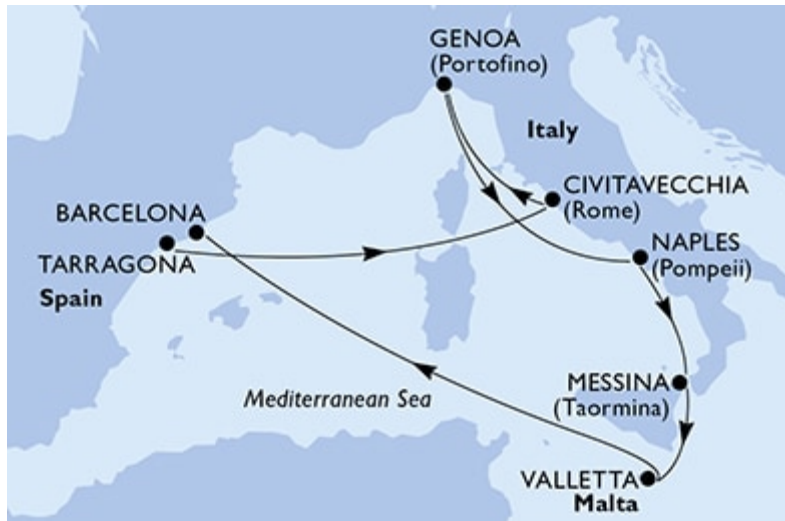 GENOA
(Portofino)
Italy
CIVITAVECCHIA
(Rome)
BARCELONA
TARRAGONA
Spain
NAPLES
(Pompeii)
MESSINA
(Taormina)
Mediterranean Sea
VALLETTA
Malta